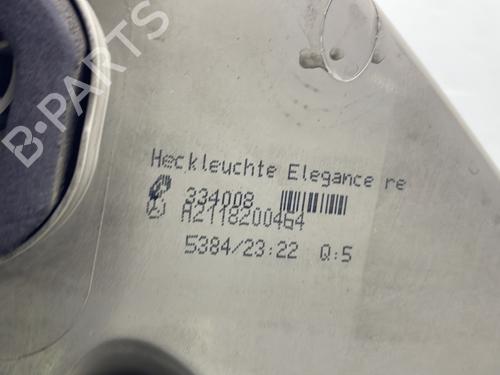 B-PARTS
Heckleuchte Elegance re
334008
A2118200464
5384/23:22 Q:5